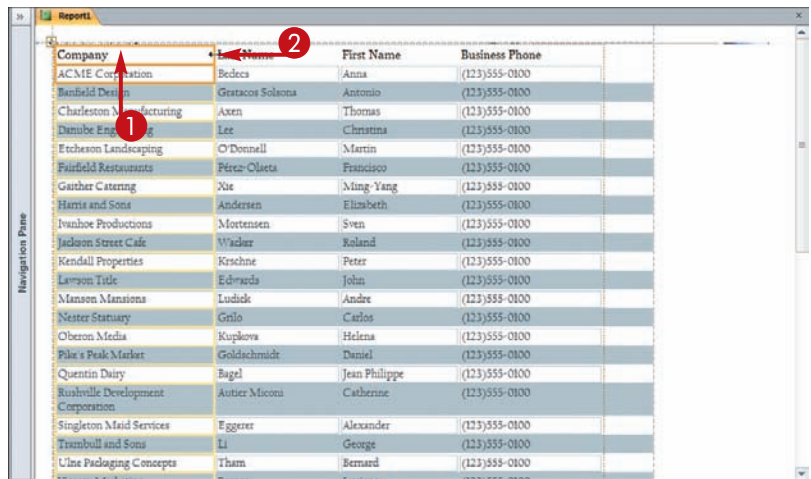 Report1
Company Last Name First Name Business Phone
ACME Corporation Bedecs Anna (123)555-0100
Banfield Design Gratacos Solsona Antonio (123)555-0100
Charleston Manufacturing Axen Thomas (123)555-0100
Danube Engineering Lee Christina (123)555-0100
Etcheson Landscaping O'Donnell Martin (123)555-0100
Fairfield Restaurants Pérez-Olaeta Francisco (123)555-0100
Gaither Catering Xie Ming-Yang (123)555-0100
Harris and Sons Andersen Elizabeth (123)555-0100
Ivanhoe Productions Mortensen Sven (123)555-0100
Jackson Street Cafe Wacker Roland (123)555-0100
Kendall Properties Krschne Peter (123)555-0100
Lawson Title Edwards John (123)555-0100
Manson Mansions Ludick Andre (123)555-0100
Nester Statuary Grilo Carlos (123)555-0100
Oberon Media Kupkova Helena (123)555-0100
Pike's Peak Market Goldschmidt Daniel (123)555-0100
Quentin Dairy Bagel Jean Philippe (123)555-0100
Rushville Development Autier Miconi Catherine (123)555-0100
Corporation
Singleton Maid Services Eggerer Alexander (123)555-0100
Trambull and Sons Li George (123)555-0100
Ulne Packaging Concepts Tham Bernard (123)555-0100
Navigation Pane
1
2